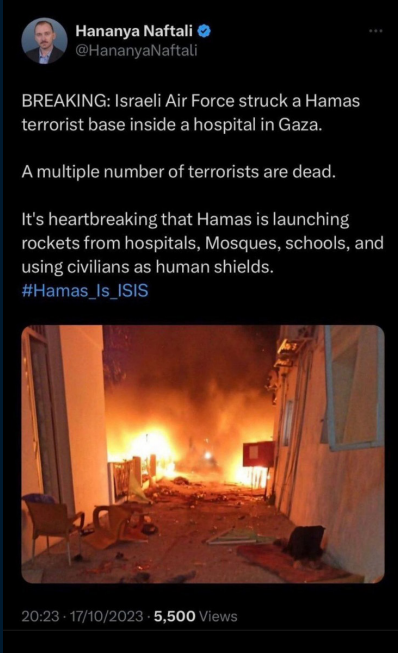 Hananya Naftali
@HananyaNaftali
BREAKING: Israeli Air Force struck a Hamas
terrorist base inside a hospital in Gaza.
A multiple number of terrorists are dead.
It's heartbreaking that Hamas is launching
rockets from hospitals, Mosques, schools, and
using civilians as human shields.
#Hamas_Is_ISIS
20:23 · 17/10/2023 · 5,500 Views